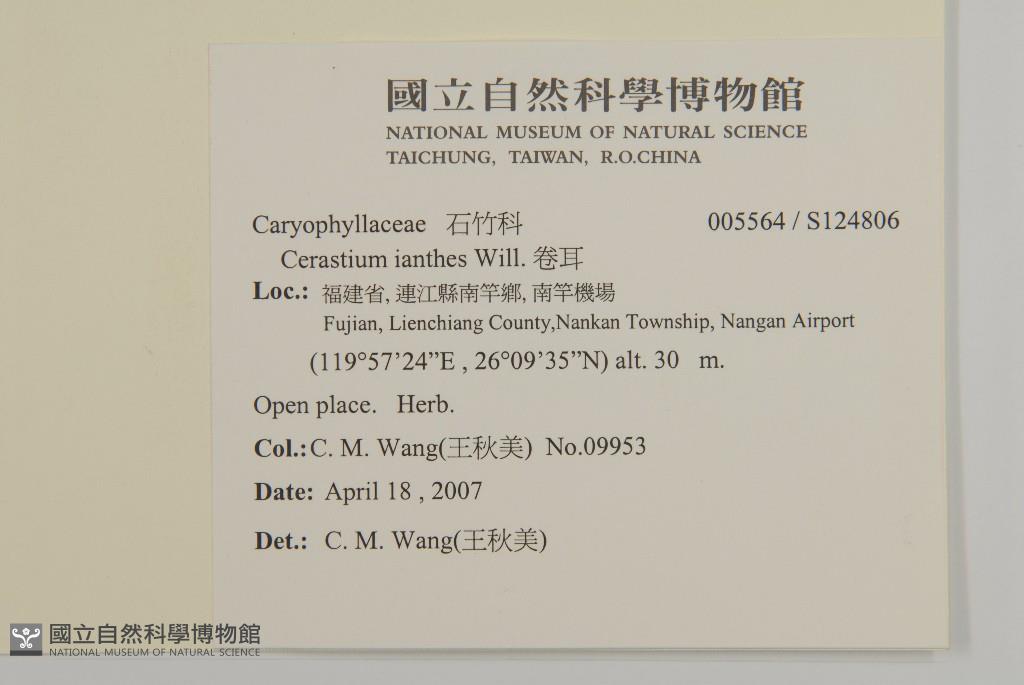 國立自然科學博物館
NATIONAL MUSEUM OF NATURAL SCIENCE
TAICHUNG, TAIWAN, R.O.CHINA
Caryophyllaceae 石竹科 005564 / S124806
Cerastium ianthes Will. 卷耳
Loc.: 福建省, 連江縣南竿鄉, 南竿機場
Fujian, Lienchiang County,Nankan Township, Nangan Airport
(119°57’24”E , 26°09’35”N) alt. 30 m.
Open place. Herb.
Col.:C. M. Wang(王秋美) No.09953
Date: April 18 , 2007
Det.: C. M. Wang(王秋美)
國立自然科學博物館
NATIONAL MUSEUM OF NATURAL SCIENCE